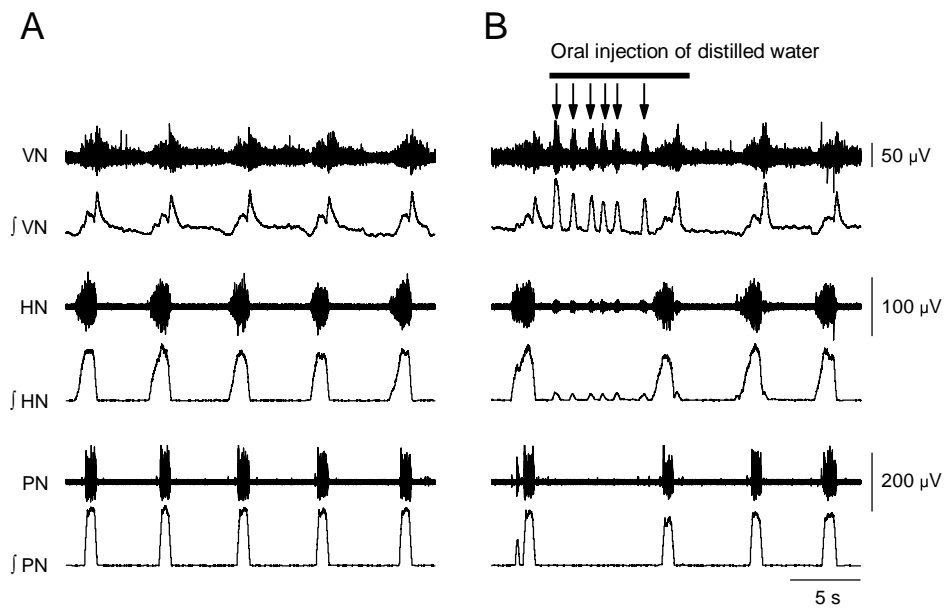 A
B
Oral injection of distilled water
VN
50 µV
∫ VN
HN
100 µV
∫ HN
PN
200 µV
∫ PN
5 s